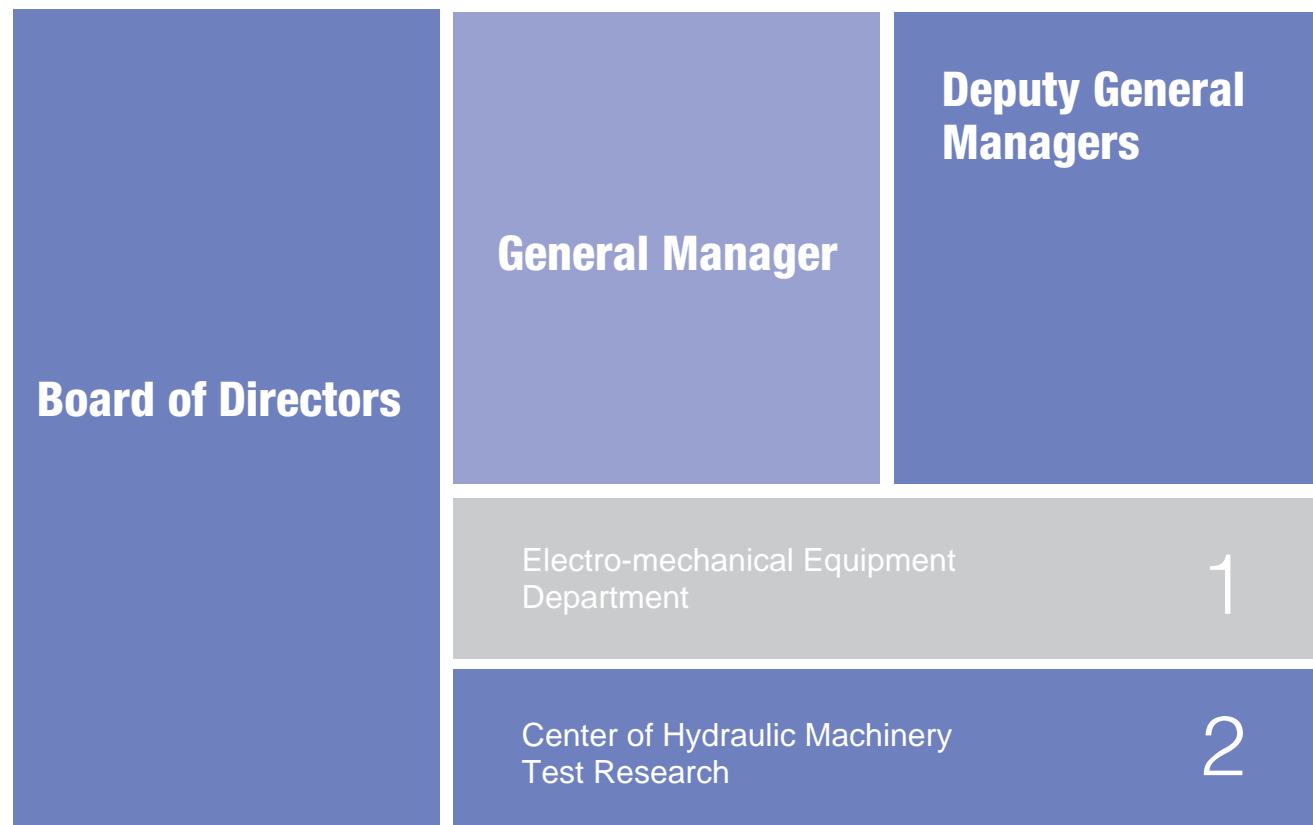 Board of Directors
General Manager
Deputy General
Managers
Electro-mechanical Equipment
Department
1
Center of Hydraulic Machinery
Test Research
2